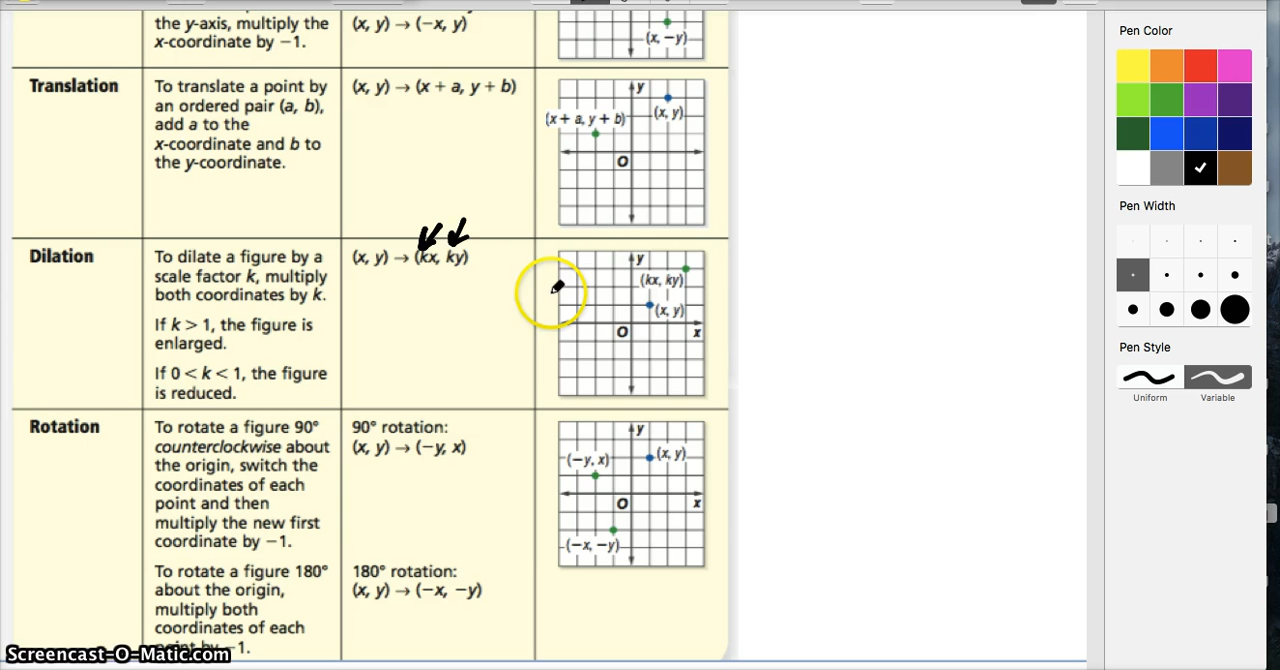 the y-axis, multiply the
x-coordinate by −1.
(x, y) → (−x, y)
(x, −y)
Translation
To translate a point by
an ordered pair (a, b),
add a to the
x-coordinate and b to
the y-coordinate.
(x, y) → (x + a, y + b)
y
(x + a, y + b)
(x, y)
O
Dilation
To dilate a figure by a
scale factor k, multiply
both coordinates by k.
If k > 1, the figure is
enlarged.
If 0 < k < 1, the figure
is reduced.
(x, y) → (kx, ky)
y
(kx, ky)
(x, y)
O
x
Rotation
To rotate a figure 90°
counterclockwise about
the origin, switch the
coordinates of each
point and then
multiply the new first
coordinate by −1.
To rotate a figure 180°
about the origin,
multiply both
coordinates of each
point by −1.
90° rotation:
(x, y) → (−y, x)
180° rotation:
(x, y) → (−x, −y)
y
(−y, x)
(x, y)
O
x
(−x, −y)
Pen Color
Pen Width
Pen Style
Uniform
Variable
Screencast-O-Matic.com